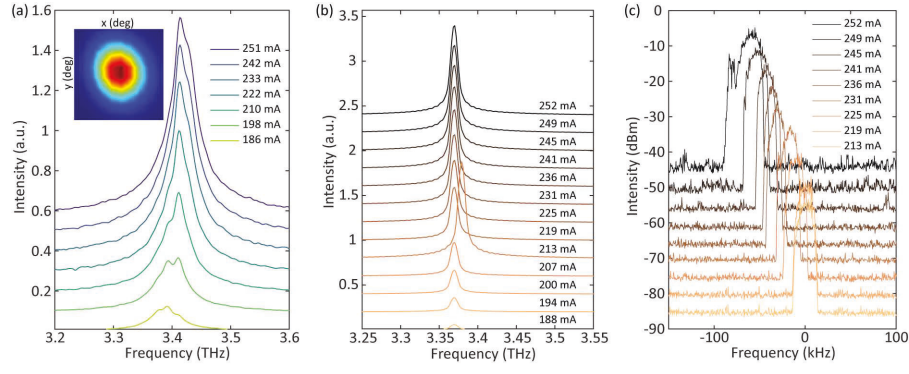 (a)
x (deg)
y (deg)
1.6
1.4
1.2
1.0
0.8
0.6
0.4
0.2
Intensity (a.u.)
251 mA
242 mA
233 mA
222 mA
210 mA
198 mA
186 mA
3.2 3.3 3.4 3.5 3.6
Frequency (THz)
(b)
3.5
3.0
2.5
2.0
1.5
1.0
0.5
Intensity (a.u.)
252 mA
249 mA
245 mA
241 mA
236 mA
231 mA
225 mA
219 mA
213 mA
207 mA
200 mA
194 mA
188 mA
3.25 3.3 3.35 3.4 3.45 3.5 3.55
Frequency (THz)
(c)
0
-10
-20
-30
-40
-50
-60
-70
-80
-90
Intensity (dBm)
252 mA
249 mA
245 mA
241 mA
236 mA
231 mA
225 mA
219 mA
213 mA
-100 -50 0 50 100
Frequency (kHz)